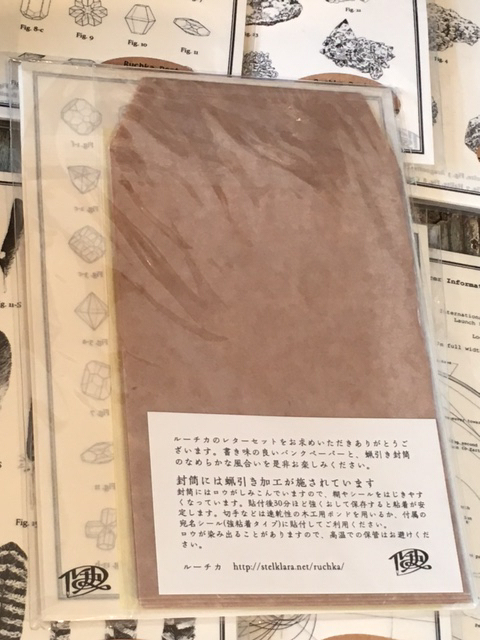 Fig. 8-c
Fig. 9
Fig. 10
Fig. 11
Fig. 4
ルーチカのレターセットをお求めいただきありがとうご
ざいます。書き味の良いバンクペーパーと、蝋引き封筒
のなめらかな風合いを是非お楽しみください。
封筒には蝋引き加工が施されています
封筒にはロウがしみこんでいますので、糊やシールをはじきやす
くなっています。貼付後30分ほど強くおして保存すると粘着が安
定します。切手などは速乾性の木工用ボンドを用いるか、付属の
宛名シール(強粘着タイプ)に貼付してご利用ください。
ロウが染み出ることがありますので、高温での保管はお避けくだ
さい。
ルーチカ http://stelklara.net/ruchka/